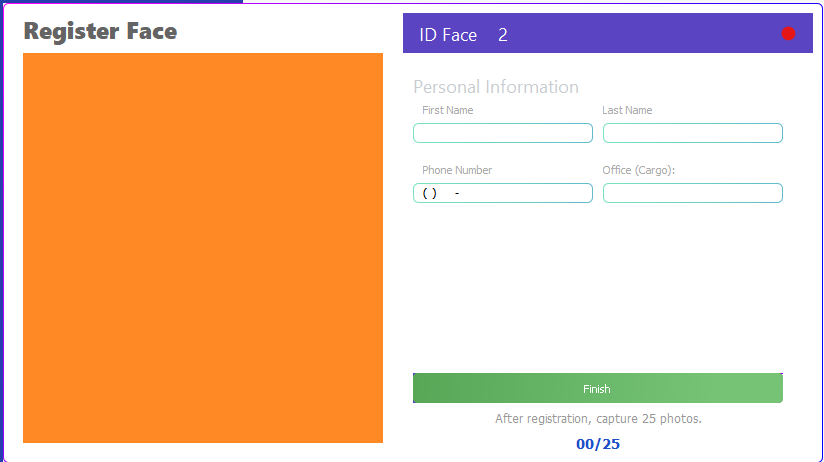 Register Face
ID Face 2
Personal Information
First Name
Last Name
Phone Number
Office (Cargo):
( ) -
Finish
After registration, capture 25 photos.
00/25